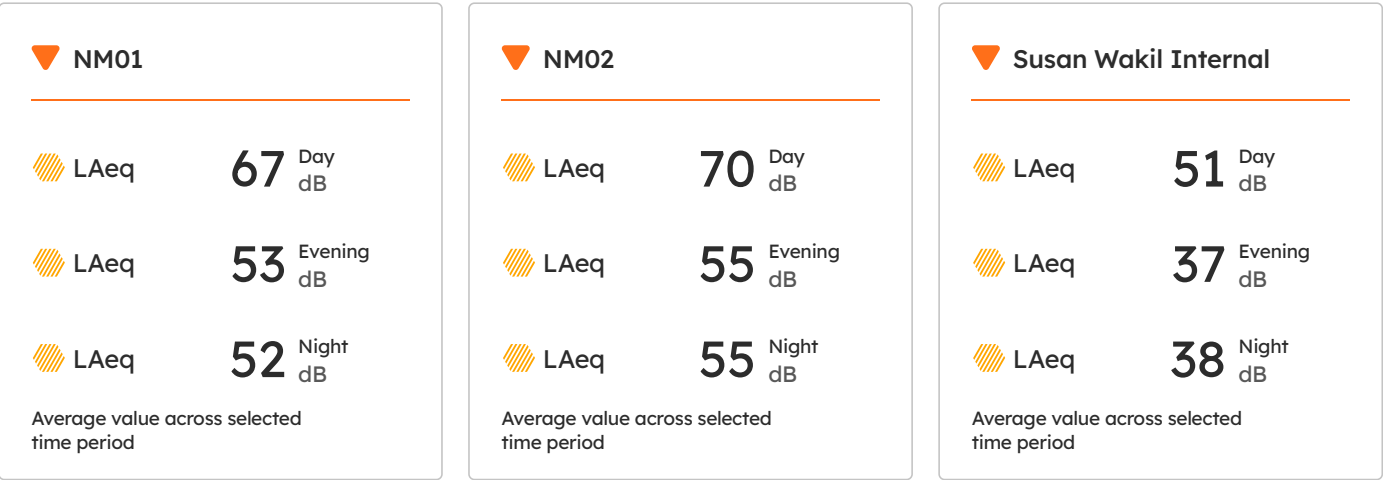 NM01
LAeq 67 Day dB
LAeq 53 Evening dB
LAeq 52 Night dB
Average value across selected
time period
NM02
LAeq 70 Day dB
LAeq 55 Evening dB
LAeq 55 Night dB
Average value across selected
time period
Susan Wakil Internal
LAeq 51 Day dB
LAeq 37 Evening dB
LAeq 38 Night dB
Average value across selected
time period